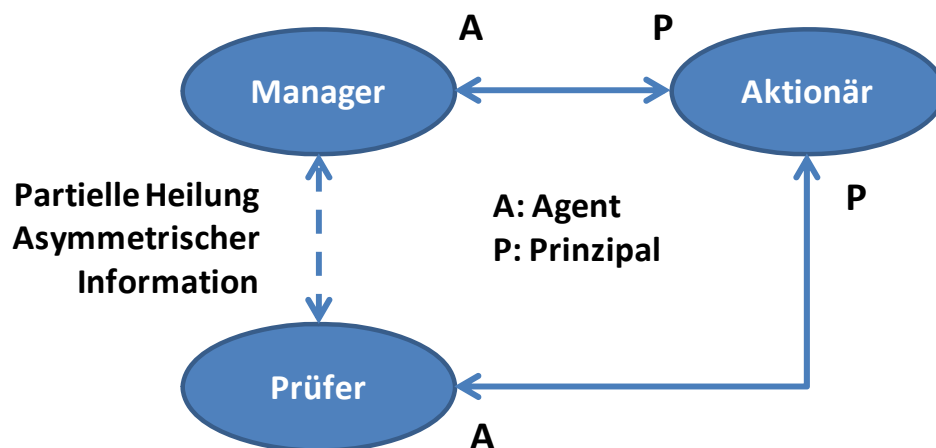 A
P
Manager
Aktionär
Partielle Heilung
Asymmetrischer
Information
A: Agent
P: Prinzipal
P
Prüfer
A